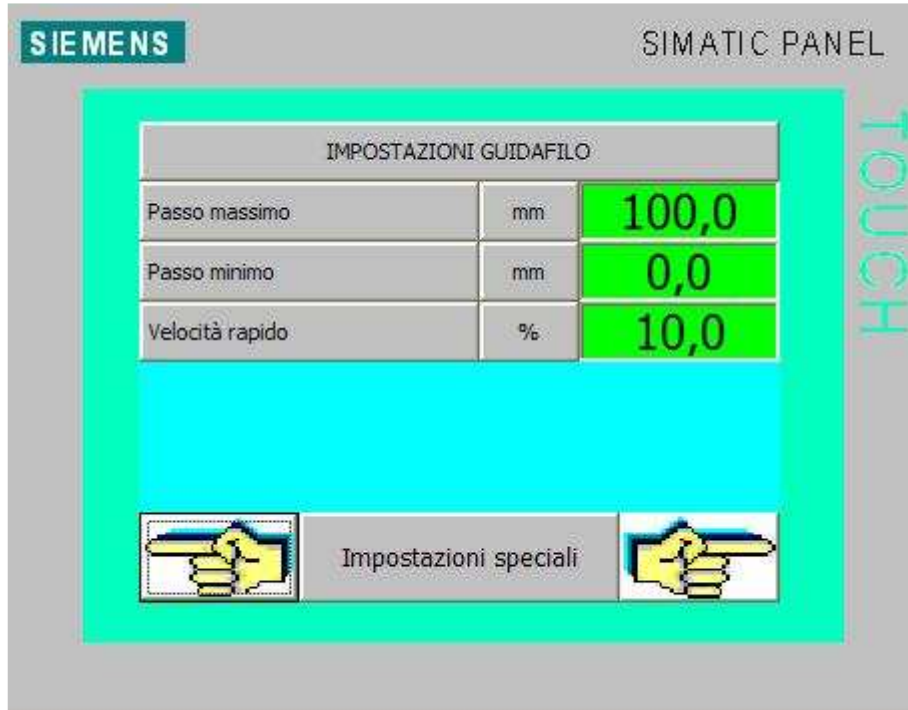 SIEMENS
SIMATIC PANEL
TOUCH
IMPOSTAZIONI GUIDAFILO
Passo massimo mm 100,0
Passo minimo mm 0,0
Velocità rapido % 10,0
Impostazioni speciali